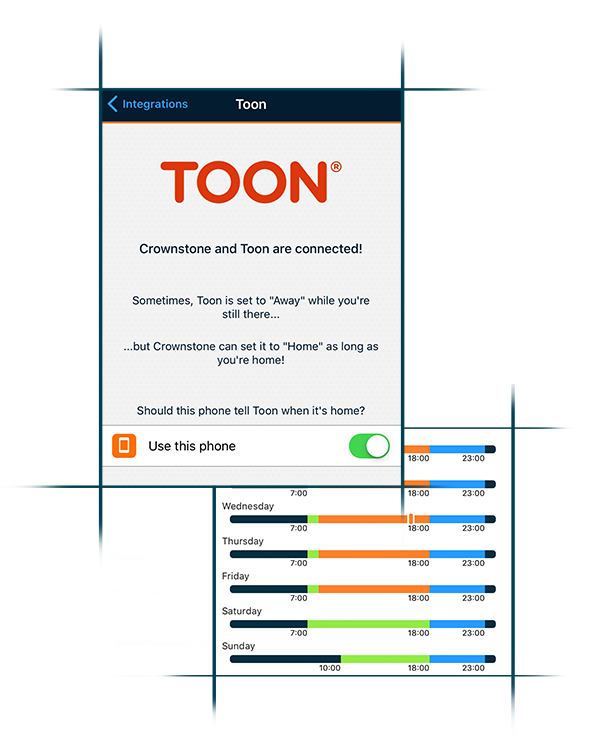 Integrations
Toon
TOON®
Crownstone and Toon are connected!
Sometimes, Toon is set to "Away" while you're
still there...
...but Crownstone can set it to "Home" as long as
you're home!
Should this phone tell Toon when it's home?
Use this phone
18:00 23:00
7:00 18:00 23:00
Wednesday
7:00 18:00 23:00
Thursday
7:00 18:00 23:00
Friday
7:00 18:00 23:00
Saturday
7:00 18:00 23:00
Sunday
10:00 18:00 23:00